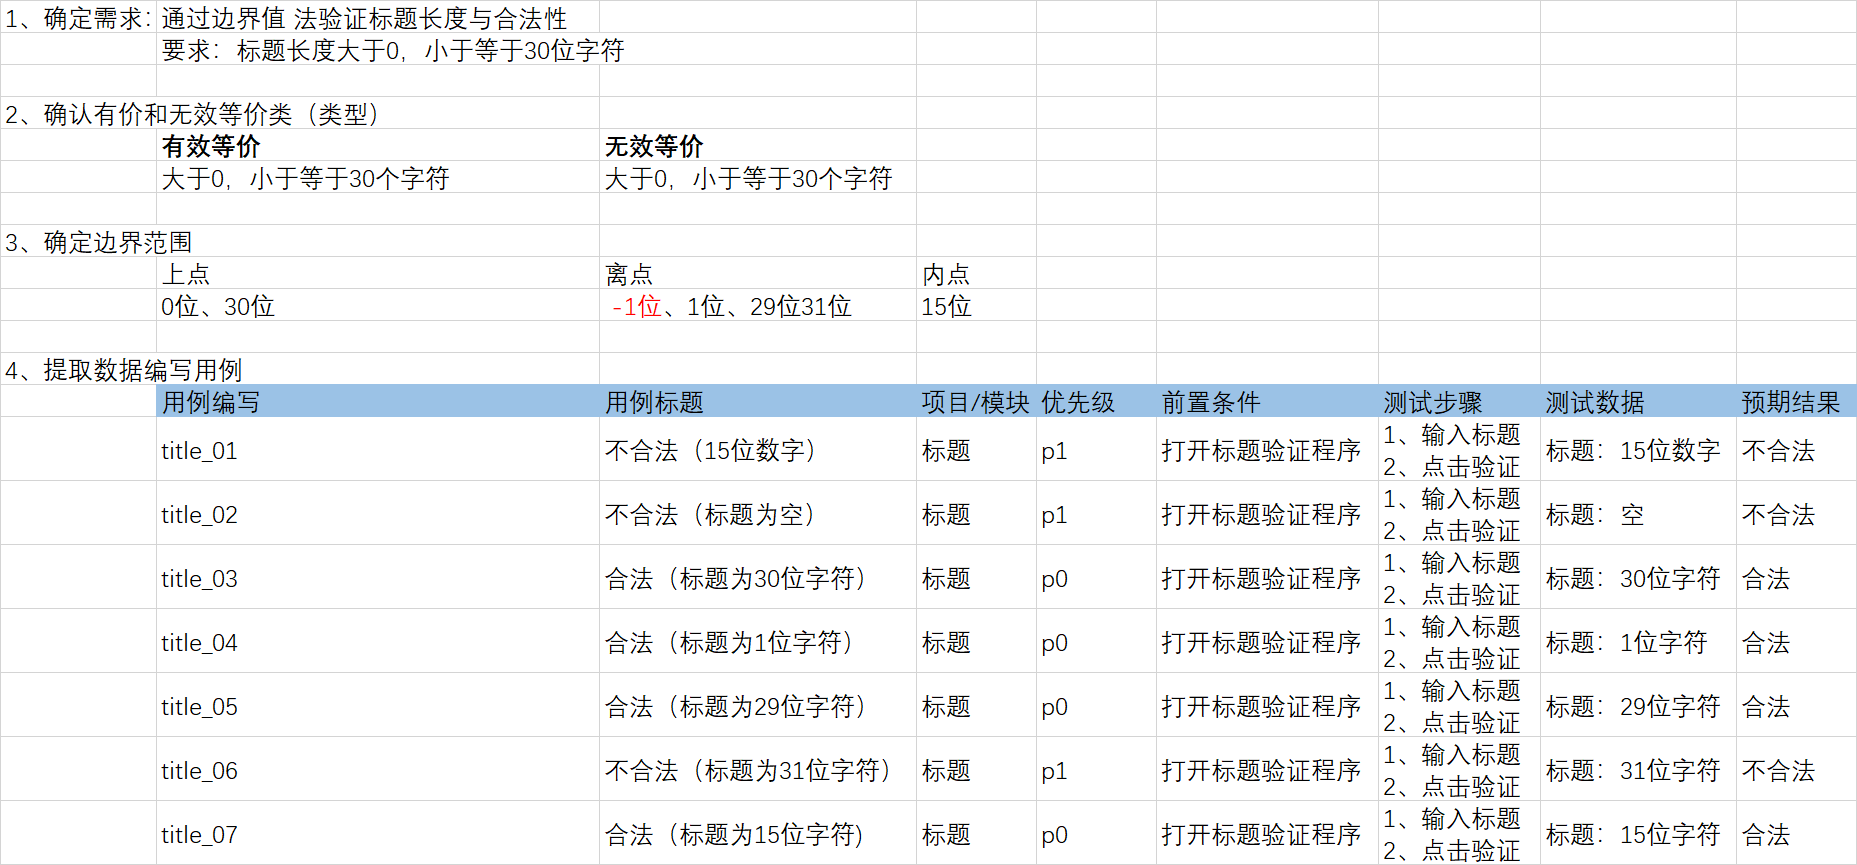 1、确定需求：通过边界值 法验证标题长度与合法性
要求：标题长度大于0，小于等于30位字符
2、确认有价和无效等价类（类型）
有效等价 无效等价
大于0，小于等于30个字符 大于0，小于等于30个字符
3、确定边界范围
上点 离点 内点
0位、30位 -1位、1位、29位31位 15位
4、提取数据编写用例
用例编写 用例标题 项目/模块 优先级 前置条件 测试步骤 测试数据 预期结果
title_01 不合法（15位数字） 标题 p1 打开标题验证程序 1、输入标题 标题：15位数字 不合法
2、点击验证
title_02 不合法（标题为空） 标题 p1 打开标题验证程序 1、输入标题 标题：空 不合法
2、点击验证
title_03 合法（标题为30位字符） 标题 p0 打开标题验证程序 1、输入标题 标题：30位字符 合法
2、点击验证
title_04 合法（标题为1位字符） 标题 p0 打开标题验证程序 1、输入标题 标题：1位字符 合法
2、点击验证
title_05 合法（标题为29位字符） 标题 p0 打开标题验证程序 1、输入标题 标题：29位字符 合法
2、点击验证
title_06 不合法（标题为31位字符） 标题 p1 打开标题验证程序 1、输入标题 标题：31位字符 不合法
2、点击验证
title_07 合法（标题为15位字符) 标题 p0 打开标题验证程序 1、输入标题 标题：15位字符 合法
2、点击验证